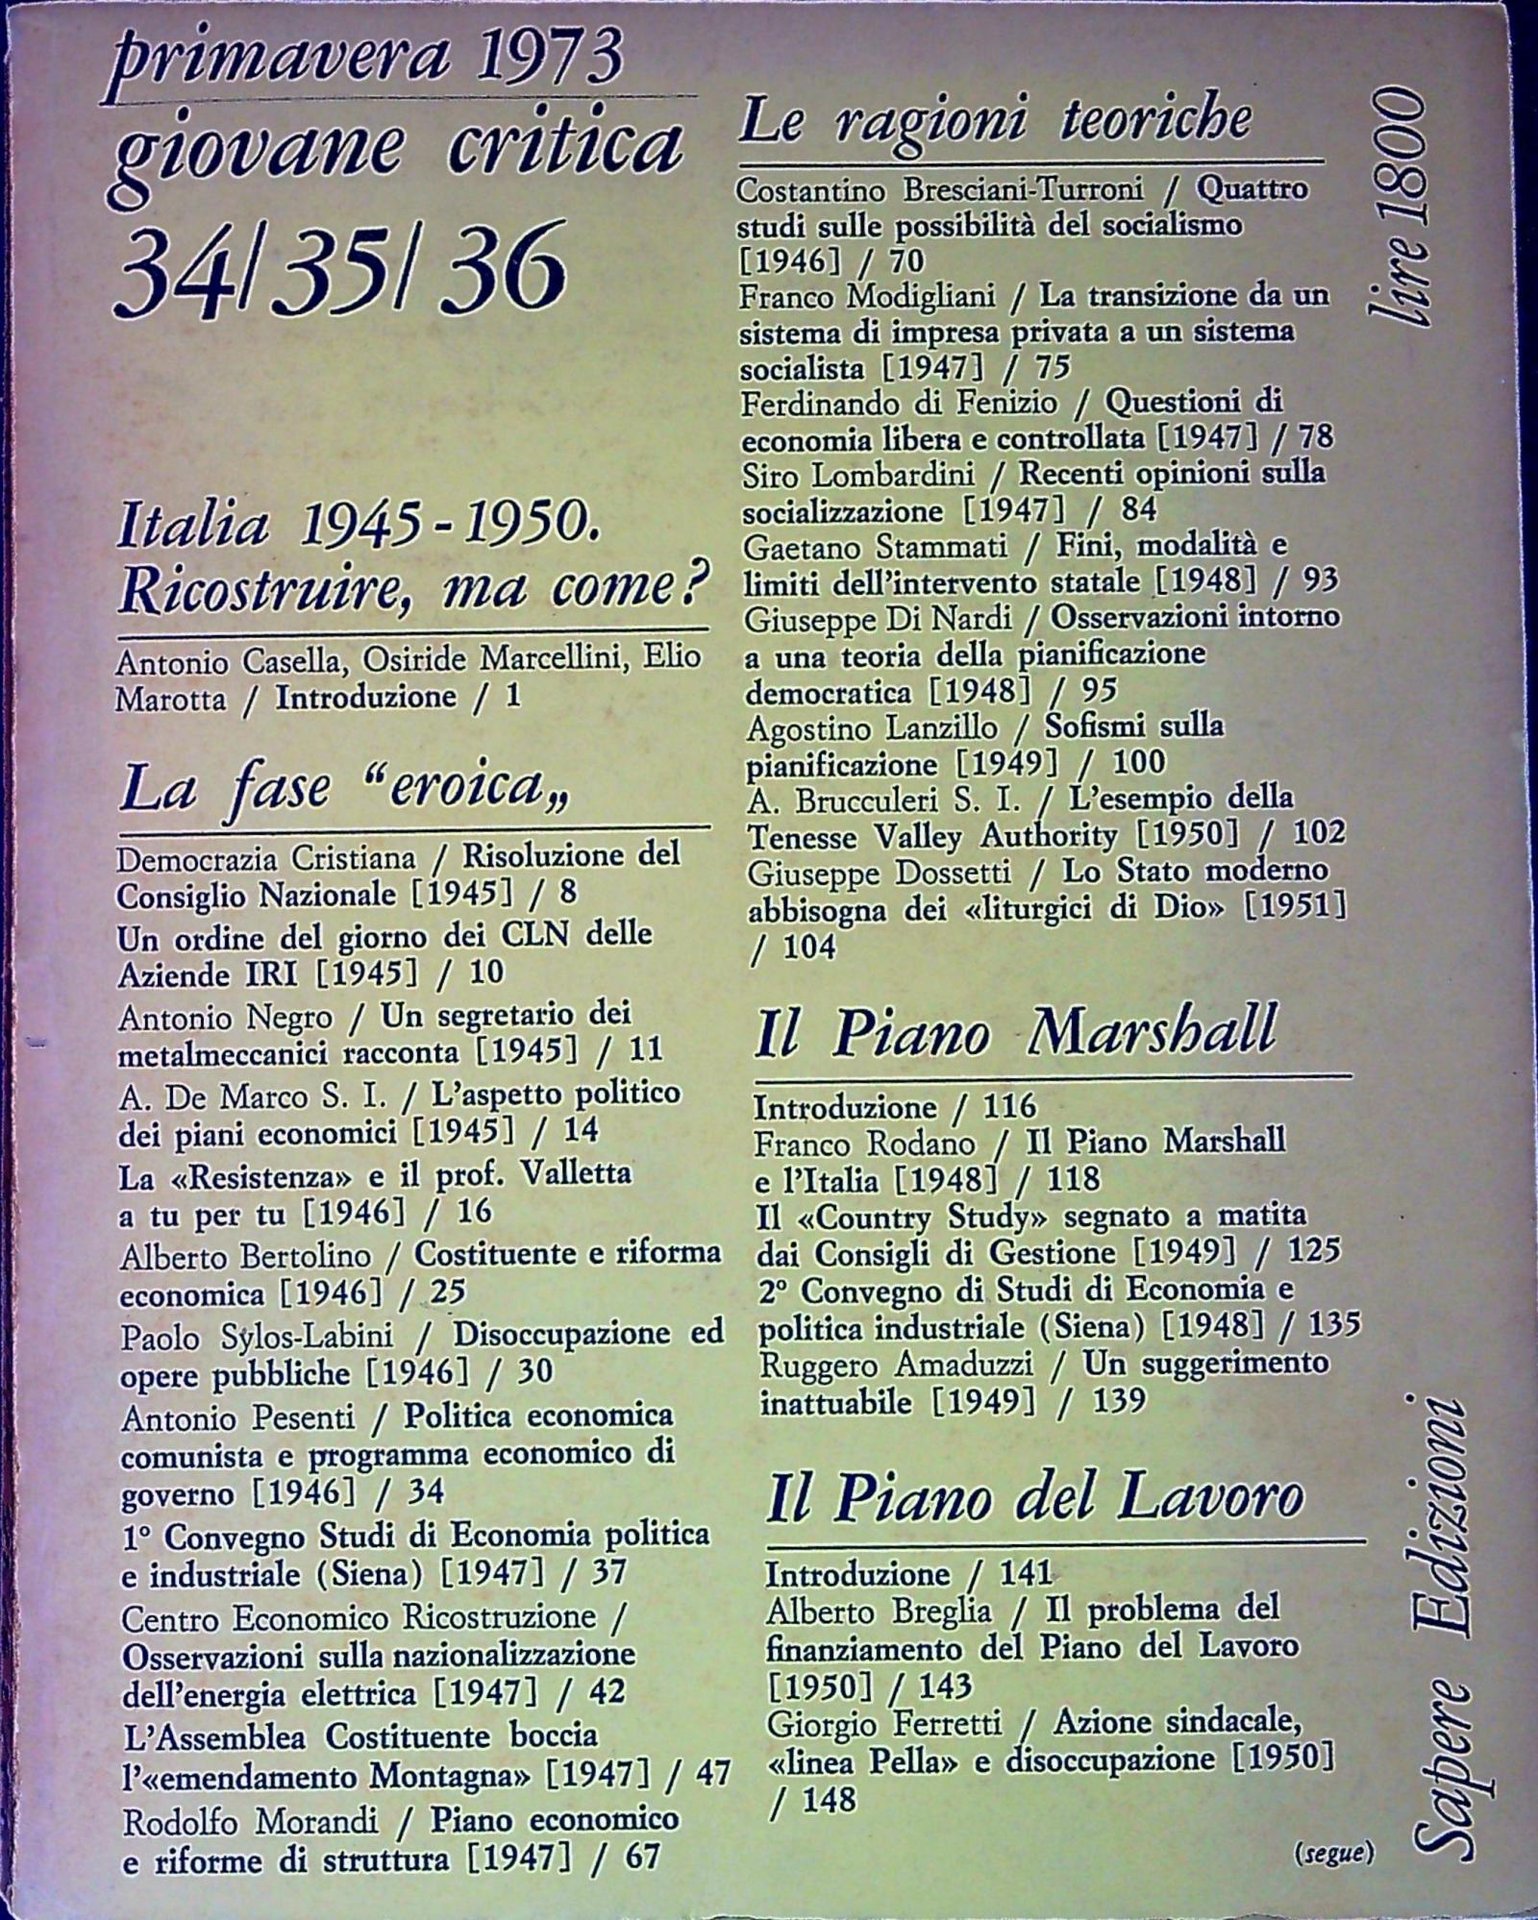 primavera 1973
giovane critica
34/35/36
Italia 1945-1950.
Ricostruire, ma come?
Antonio Casella, Osiride Marcellini, Elio
Marotta / Introduzione / 1
La fase “eroica„
Democrazia Cristiana / Risoluzione del
Consiglio Nazionale [1945] / 8
Un ordine del giorno dei CLN delle
Aziende IRI [1945] / 10
Antonio Negro / Un segretario dei
metalmeccanici racconta [1945] / 11
A. De Marco S. I. / L'aspetto politico
dei piani economici [1945] / 14
La «Resistenza» e il prof. Valletta
a tu per tu [1946] / 16
Alberto Bertolino / Costituente e riforma
economica [1946] / 25
Paolo Sylos-Labini / Disoccupazione ed
opere pubbliche [1946] / 30
Antonio Pesenti / Politica economica
comunista e programma economico di
governo [1946] / 34
1° Convegno Studi di Economia politica
e industriale (Siena) [1947] / 37
Centro Economico Ricostruzione /
Osservazioni sulla nazionalizzazione
dell'energia elettrica [1947] / 42
L'Assemblea Costituente boccia
l'«emendamento Montagna» [1947] / 47
Rodolfo Morandi / Piano economico
e riforme di struttura [1947] / 67
Le ragioni teoriche
Costantino Bresciani-Turroni / Quattro
studi sulle possibilità del socialismo
[1946] / 70
Franco Modigliani / La transizione da un
sistema di impresa privata a un sistema
socialista [1947] / 75
Ferdinando di Fenizio / Questioni di
economia libera e controllata [1947] / 78
Siro Lombardini / Recenti opinioni sulla
socializzazione [1947] / 84
Gaetano Stammati / Fini, modalità e
limiti dell'intervento statale [1948] / 93
Giuseppe Di Nardi / Osservazioni intorno
a una teoria della pianificazione
democratica [1948] / 95
Agostino Lanzillo / Sofismi sulla
pianificazione [1949] / 100
A. Brucculeri S. I. / L'esempio della
Tenesse Valley Authority [1950] / 102
Giuseppe Dossetti / Lo Stato moderno
abbisogna dei «liturgici di Dio» [1951]
/ 104
Il Piano Marshall
Introduzione / 116
Franco Rodano / Il Piano Marshall
e l'Italia [1948] / 118
Il «Country Study» segnato a matita
dai Consigli di Gestione [1949] / 125
2° Convegno di Studi di Economia e
politica industriale (Siena) [1948] / 135
Ruggero Amaduzzi / Un suggerimento
inattuabile [1949] / 139
Il Piano del Lavoro
Introduzione / 141
Alberto Breglia / Il problema del
finanziamento del Piano del Lavoro
[1950] / 143
Giorgio Ferretti / Azione sindacale,
«linea Pella» e disoccupazione [1950]
/ 148
(segue)
lire 1800
Sapere Edizioni